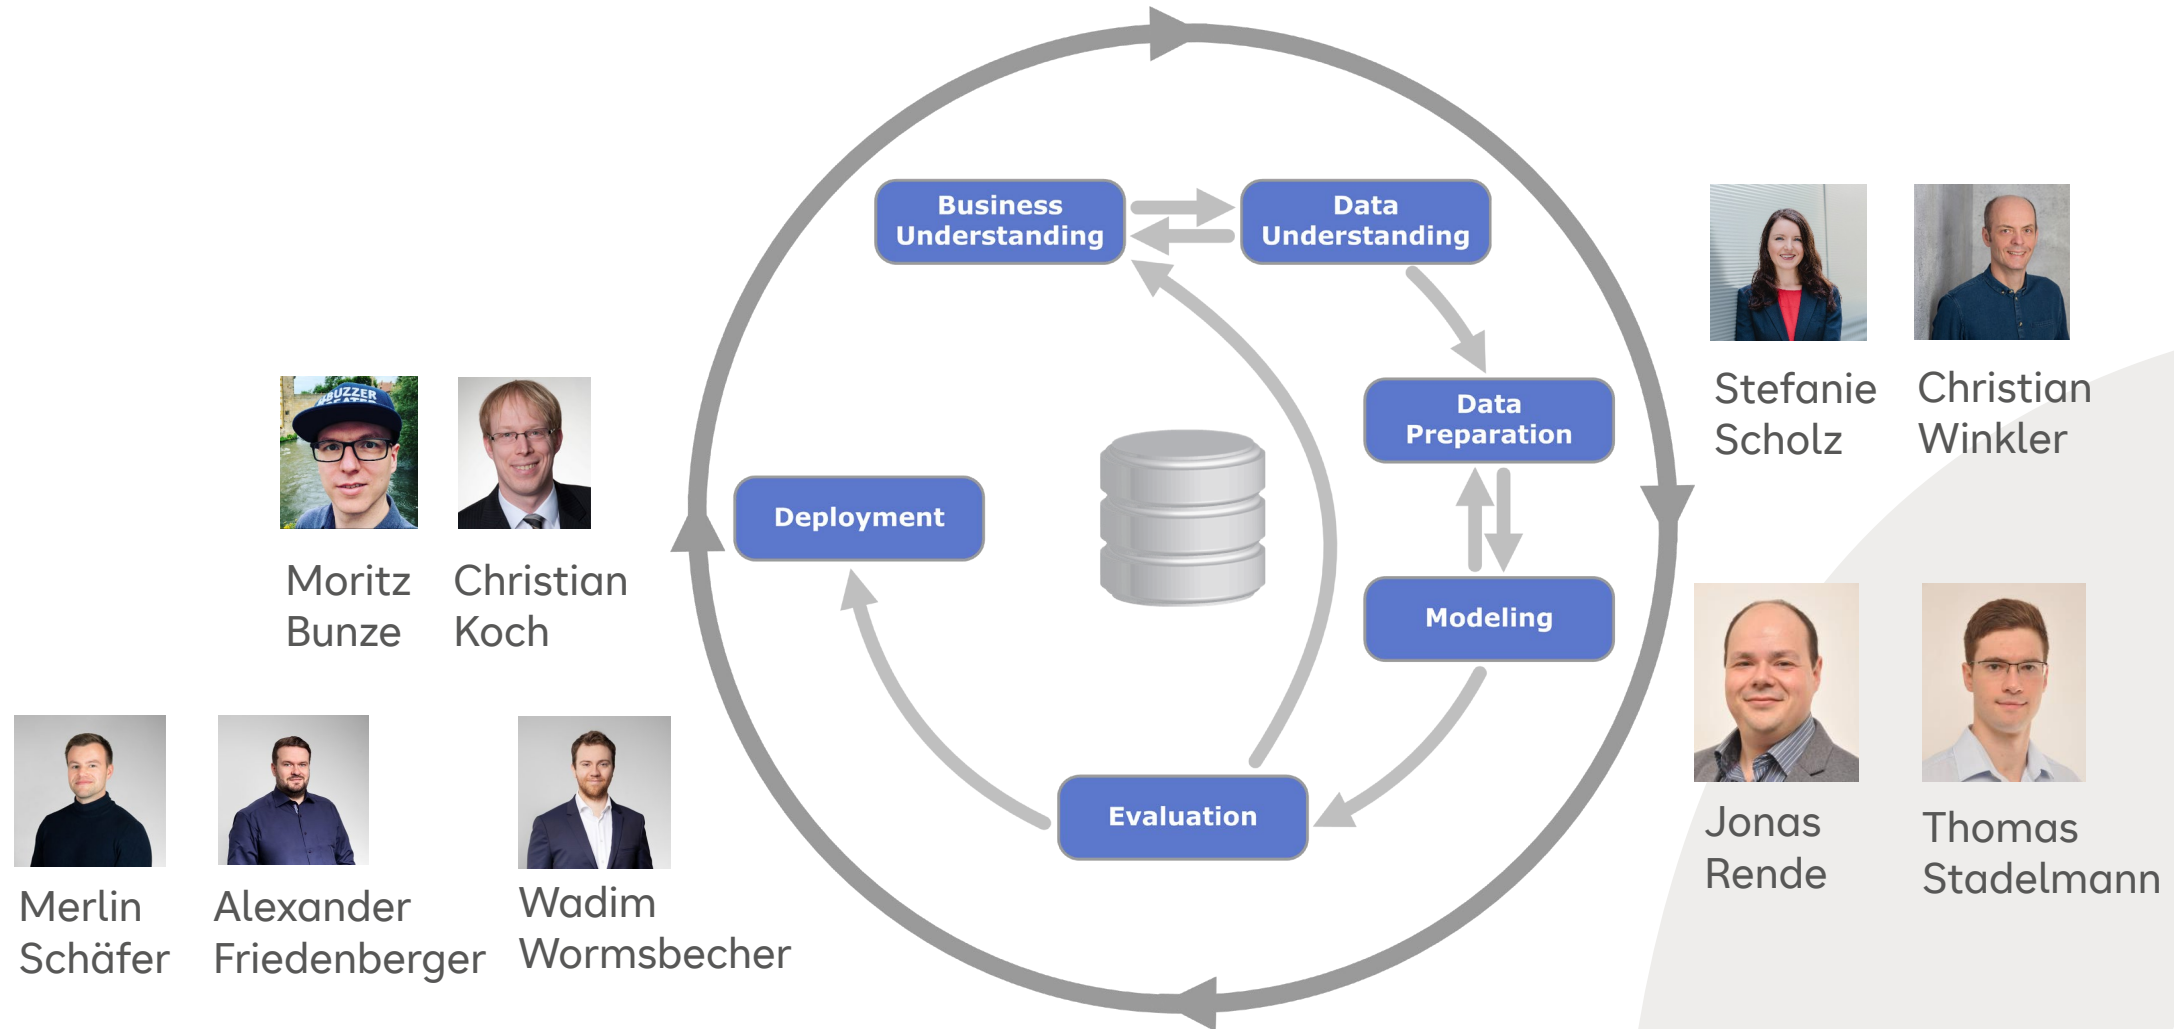 Business
Understanding
Data
Understanding
Data
Preparation
Modeling
Evaluation
Deployment
Stefanie
Scholz
Christian
Winkler
BUZZER
Moritz
Bunze
Christian
Koch
Jonas
Rende
Thomas
Stadelmann
Merlin
Schäfer
Alexander
Friedenberger
Wadim
Wormsbecher